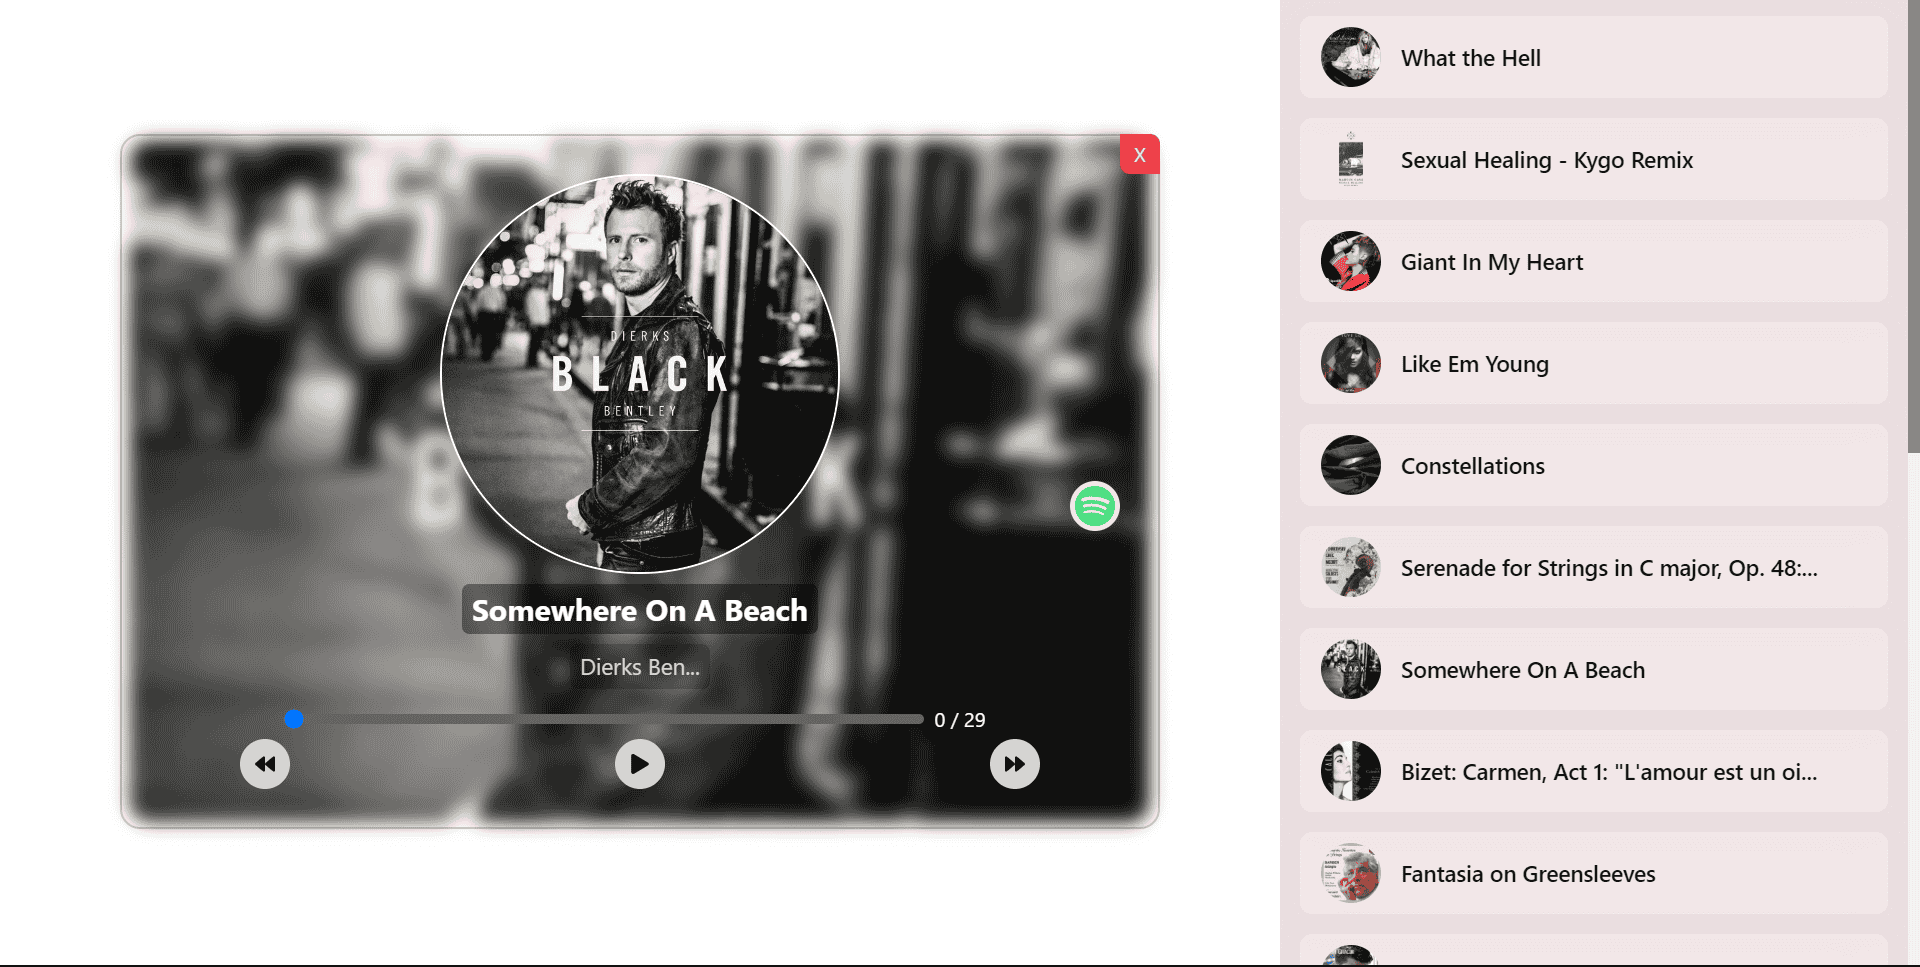 X
DIERKS
BLACK
BENTLEY
Somewhere On A Beach
Dierks Ben...
0 / 29
What the Hell
Sexual Healing - Kygo Remix
Giant In My Heart
Like Em Young
Constellations
Serenade for Strings in C major, Op. 48:...
Somewhere On A Beach
Bizet: Carmen, Act 1: "L'amour est un oi...
Fantasia on Greensleeves